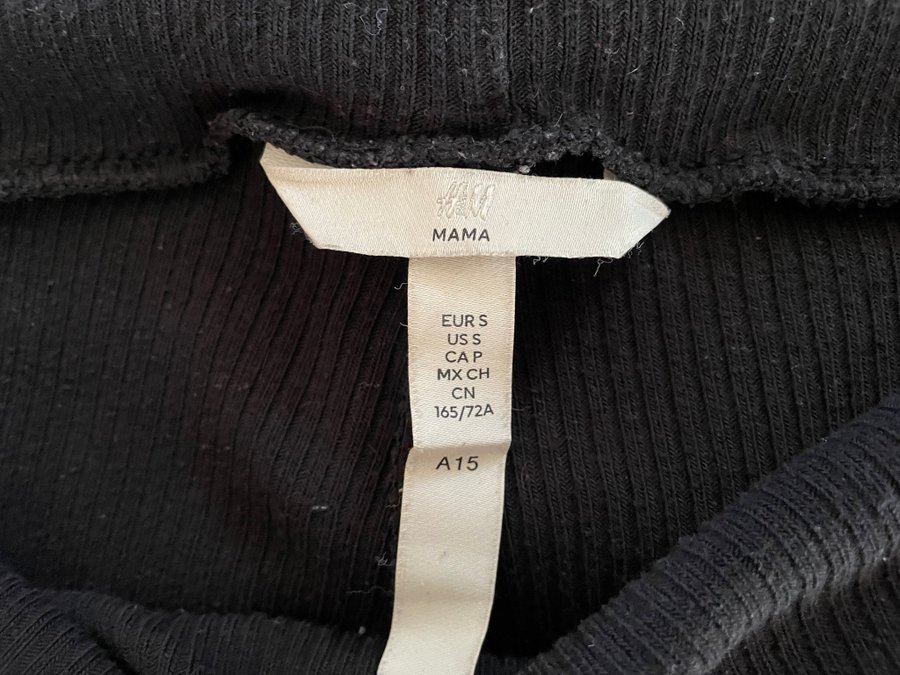 H&M
MAMA
EUR S
US S
CA P
MX CH
CN
165/72A
A15